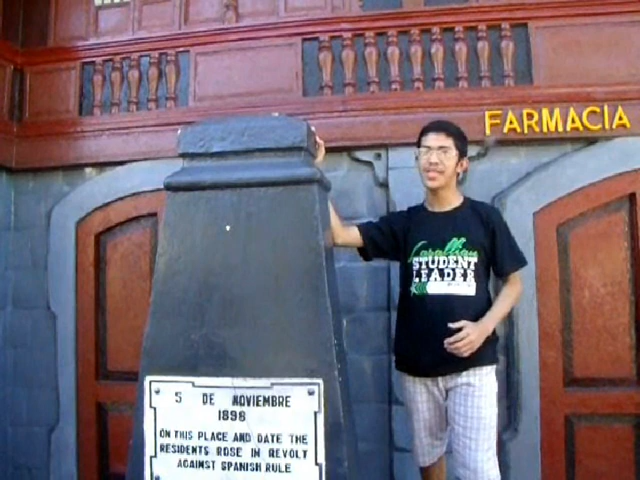 FARMACIA
Lasallian
STUDENT
LEADER
5 DE NOVIEMBRE
1898
ON THIS PLACE AND DATE THE
RESIDENTS ROSE IN REVOLT
AGAINST SPANISH RULE